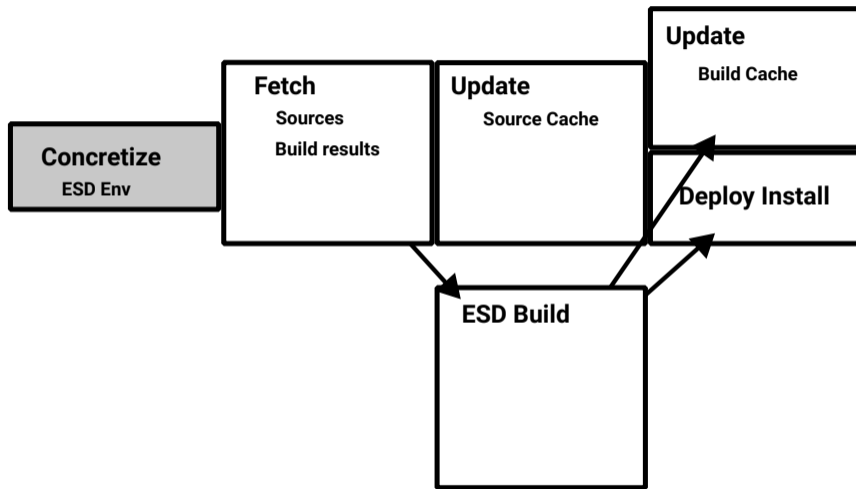 Concretize
ESD Env
Fetch
Sources
Build results
Update
Source Cache
Update
Build Cache
Deploy Install
ESD Build